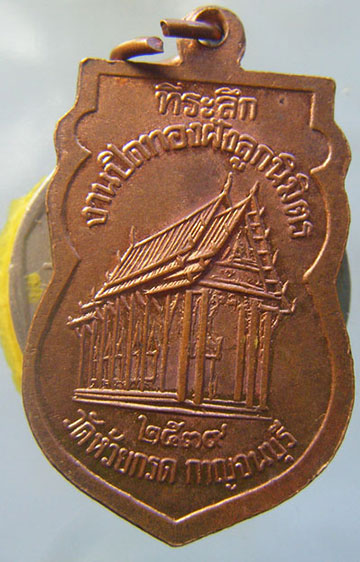 ที่ระลึก
งานปิดทองฝังลูกนิมิตร
๒๕๓๙
วัดห้วยกรด กาญจนบุรี